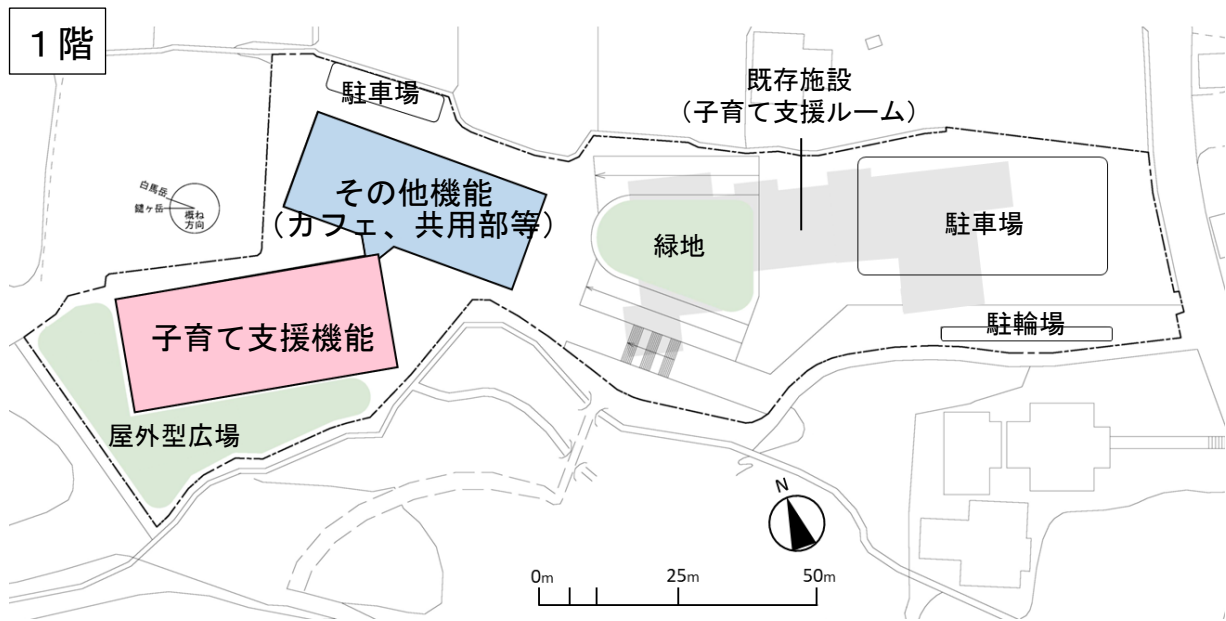 1階
駐車場
既存施設
(子育て支援ルーム)
白馬岳
鑓ヶ岳
概ね
方向
その他機能
(カフェ、共用部等)
緑地
駐車場
子育て支援機能
駐輪場
屋外型広場
N
0m
25m
50m